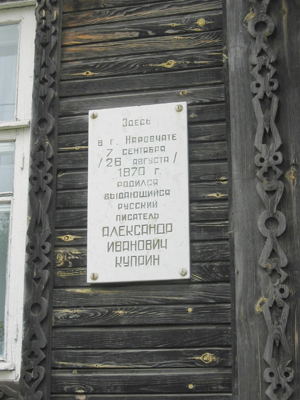 Здесь
в г. Наровчате
7 сентября
/26 августа/
1870 г.
родился
выдающийся
русский
писатель
АЛЕКСАНДР
ИВАНОВИЧ
КУПРИН